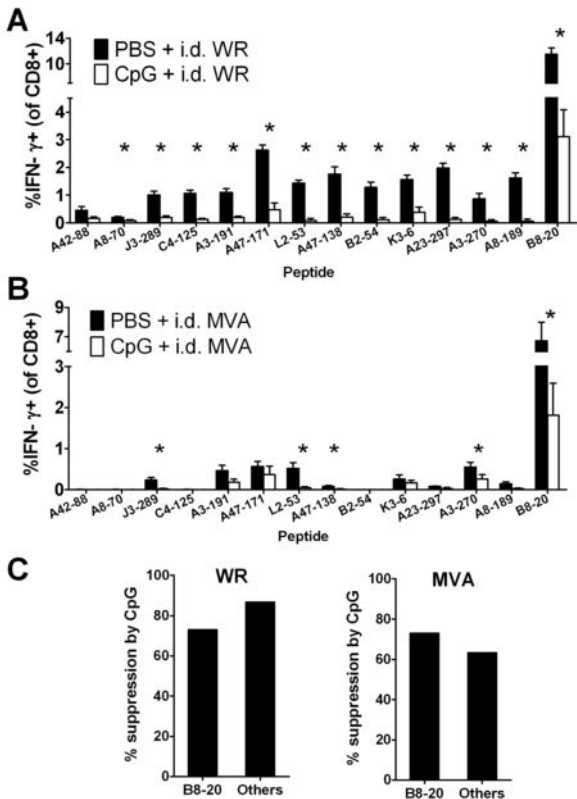 A
PBS + i.d. WR
CpG + i.d. WR
%IFN- γ+ (of CD8+)
14
10
4
3
2
1
0
* * * * * * * * * * * * *
A42-88 A8-70 J3-289 C4-125 A3-191 A47-171 L2-53 A47-138 B2-54 K3-6 A23-297 A3-270 A8-189 B8-20
Peptide
B
PBS + i.d. MVA
CpG + i.d. MVA
%IFN- γ+ (of CD8+)
9
7
3
2
1
0
* * * * *
A42-88 A8-70 J3-289 C4-125 A3-191 A47-171 L2-53 A47-138 B2-54 K3-6 A23-297 A3-270 A8-189 B8-20
Peptide
C
WR
% suppression by CpG
100
80
60
40
20
0
B8-20 Others
MVA
% suppression by CpG
100
80
60
40
20
0
B8-20 Others